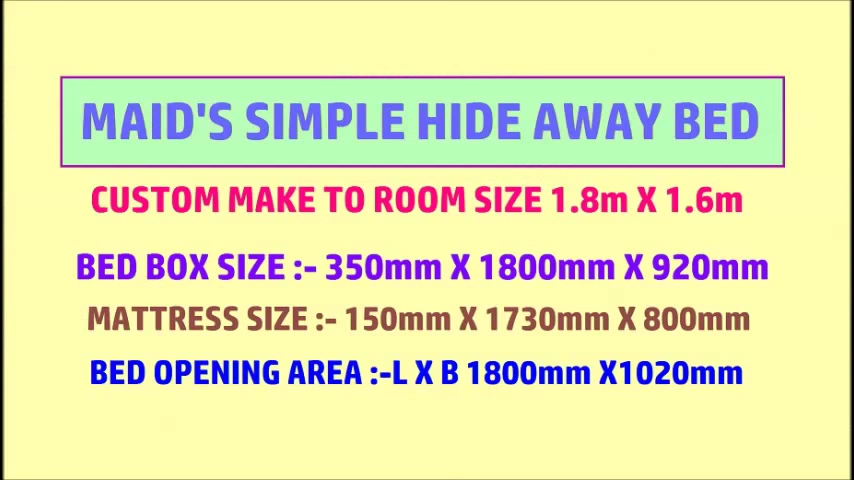 MAID'S SIMPLE HIDE AWAY BED
CUSTOM MAKE TO ROOM SIZE 1.8m X 1.6m
BED BOX SIZE :- 350mm X 1800mm X 920mm
MATTRESS SIZE :- 150mm X 1730mm X 800mm
BED OPENING AREA :-L X B 1800mm X1020mm